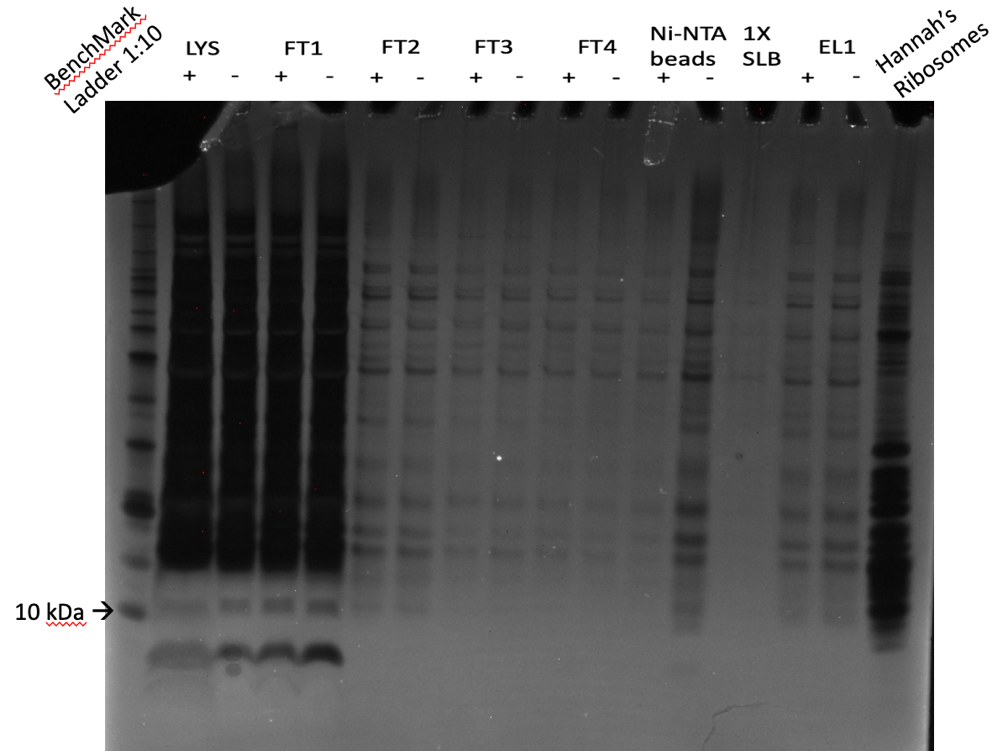 BenchMark
Ladder 1:10
LYS
FT1
FT2
FT3
FT4
Ni-NTA
beads
1X
SLB
EL1
Hannah's
Ribosomes
+ - + - + - + - + - + - + -
10 kDa →